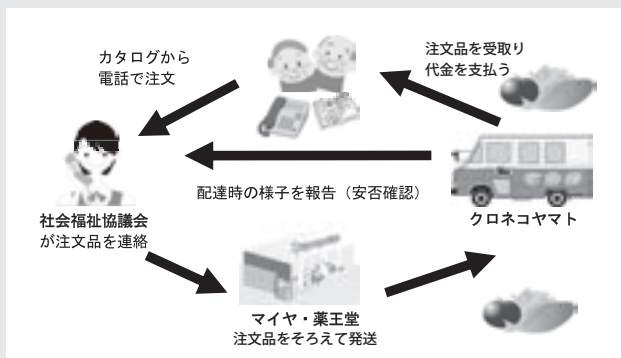 カタログから
電話で注文
注文品を受取り
代金を支払う
配達時の様子を報告（安否確認）
クロネコヤマト
社会福祉協議会
が注文品を連絡
マイヤ・薬王堂
注文品をそろえて発送